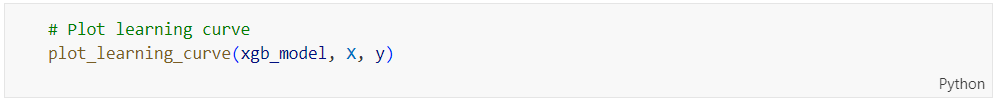 # Plot learning curve
plot_learning_curve(xgb_model, X, y)
Python